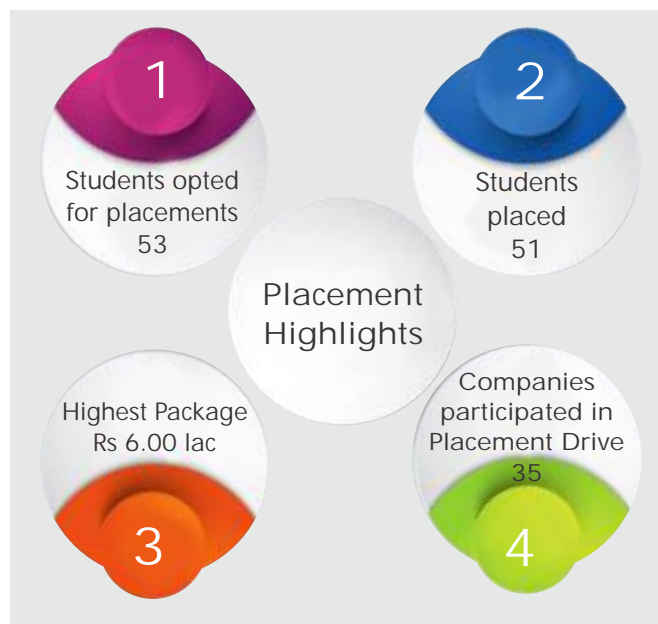 1
Students opted
for placements
53
2
Students
placed
51
Placement
Highlights
Highest Package
Rs 6.00 lac
3
Companies
participated in
Placement Drive
35
4